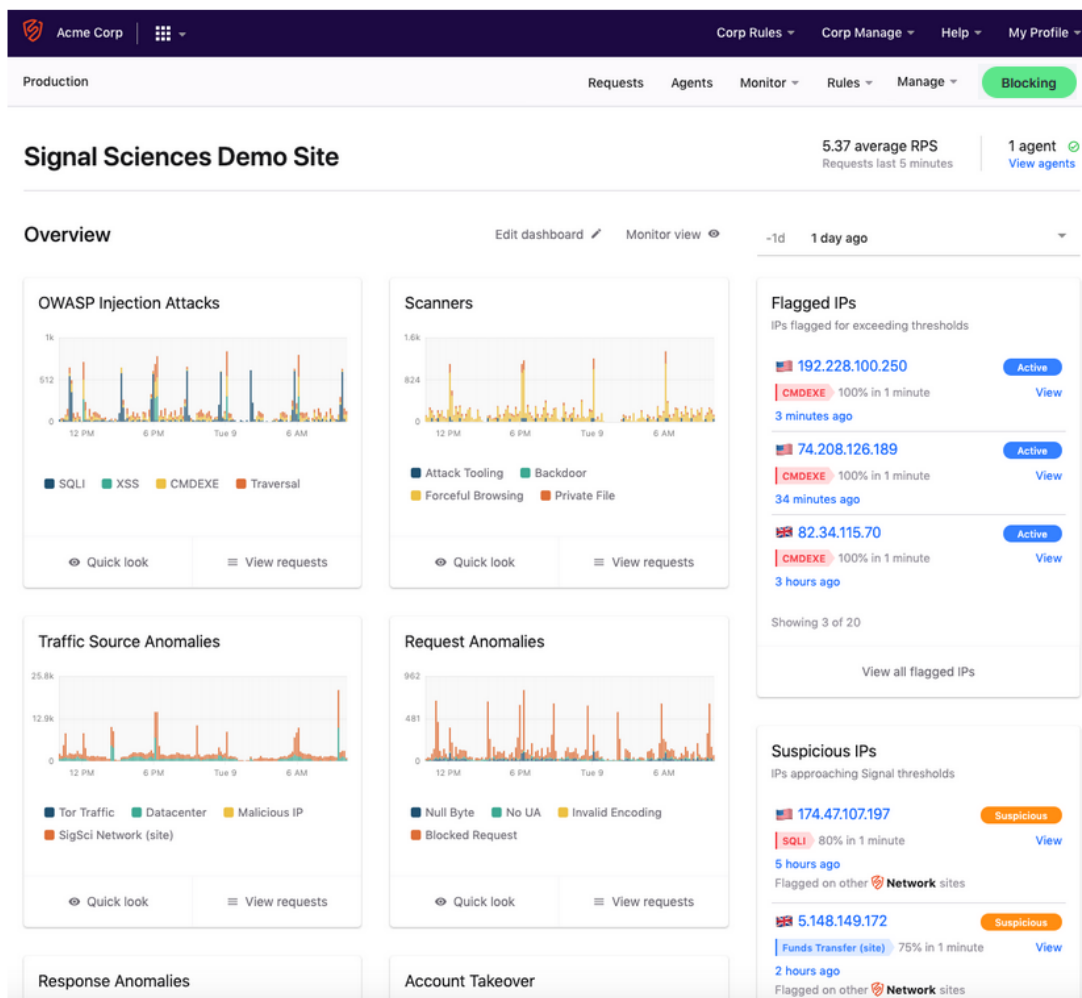 Acme Corp
Corp Rules Corp Manage Help My Profile
Production
Requests Agents Monitor Rules Manage Blocking
Signal Sciences Demo Site
5.37 average RPS
Requests last 5 minutes
1 agent
View agents
Overview
Edit dashboard Monitor view
-1d 1 day ago
OWASP Injection Attacks
1k
512
0
12 PM 6 PM Tue 9 6 AM
SQLI XSS CMDEXE Traversal
Quick look View requests
Scanners
1.6k
824
0
12 PM 6 PM Tue 9 6 AM
Attack Tooling Backdoor
Forceful Browsing Private File
Quick look View requests
Flagged IPs
IPs flagged for exceeding thresholds
192.228.100.250 Active
CMDEXE 100% in 1 minute View
3 minutes ago
74.208.126.189 Active
CMDEXE 100% in 1 minute View
34 minutes ago
82.34.115.70 Active
CMDEXE 100% in 1 minute View
3 hours ago
Showing 3 of 20
View all flagged IPs
Traffic Source Anomalies
25.8k
12.9k
0
12 PM 6 PM Tue 9 6 AM
Tor Traffic Datacenter Malicious IP
SigSci Network (site)
Quick look View requests
Request Anomalies
962
481
0
12 PM 6 PM Tue 9 6 AM
Null Byte No UA Invalid Encoding
Blocked Request
Quick look View requests
Suspicious IPs
IPs approaching Signal thresholds
174.47.107.197 Suspicious
SQLI 80% in 1 minute View
5 hours ago
Flagged on other Network sites
5.148.149.172 Suspicious
Funds Transfer (site) 75% in 1 minute View
2 hours ago
Flagged on other Network sites
Response Anomalies
Account Takeover